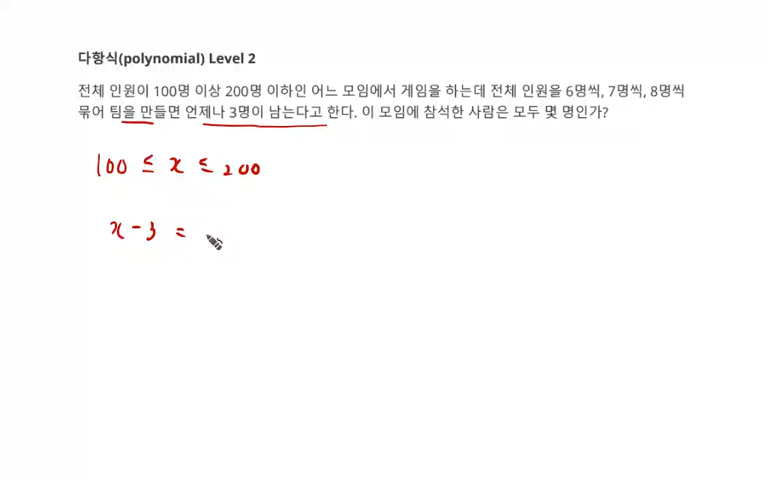 다항식(polynomial) Level 2
전체 인원이 100명 이상 200명 이하인 어느 모임에서 게임을 하는데 전체 인원을 6명씩, 7명씩, 8명씩
묶어 팀을 만들면 언제나 3명이 남는다고 한다. 이 모임에 참석한 사람은 모두 몇 명인가?
100 ≤ x ≤ 200
x - 3 =